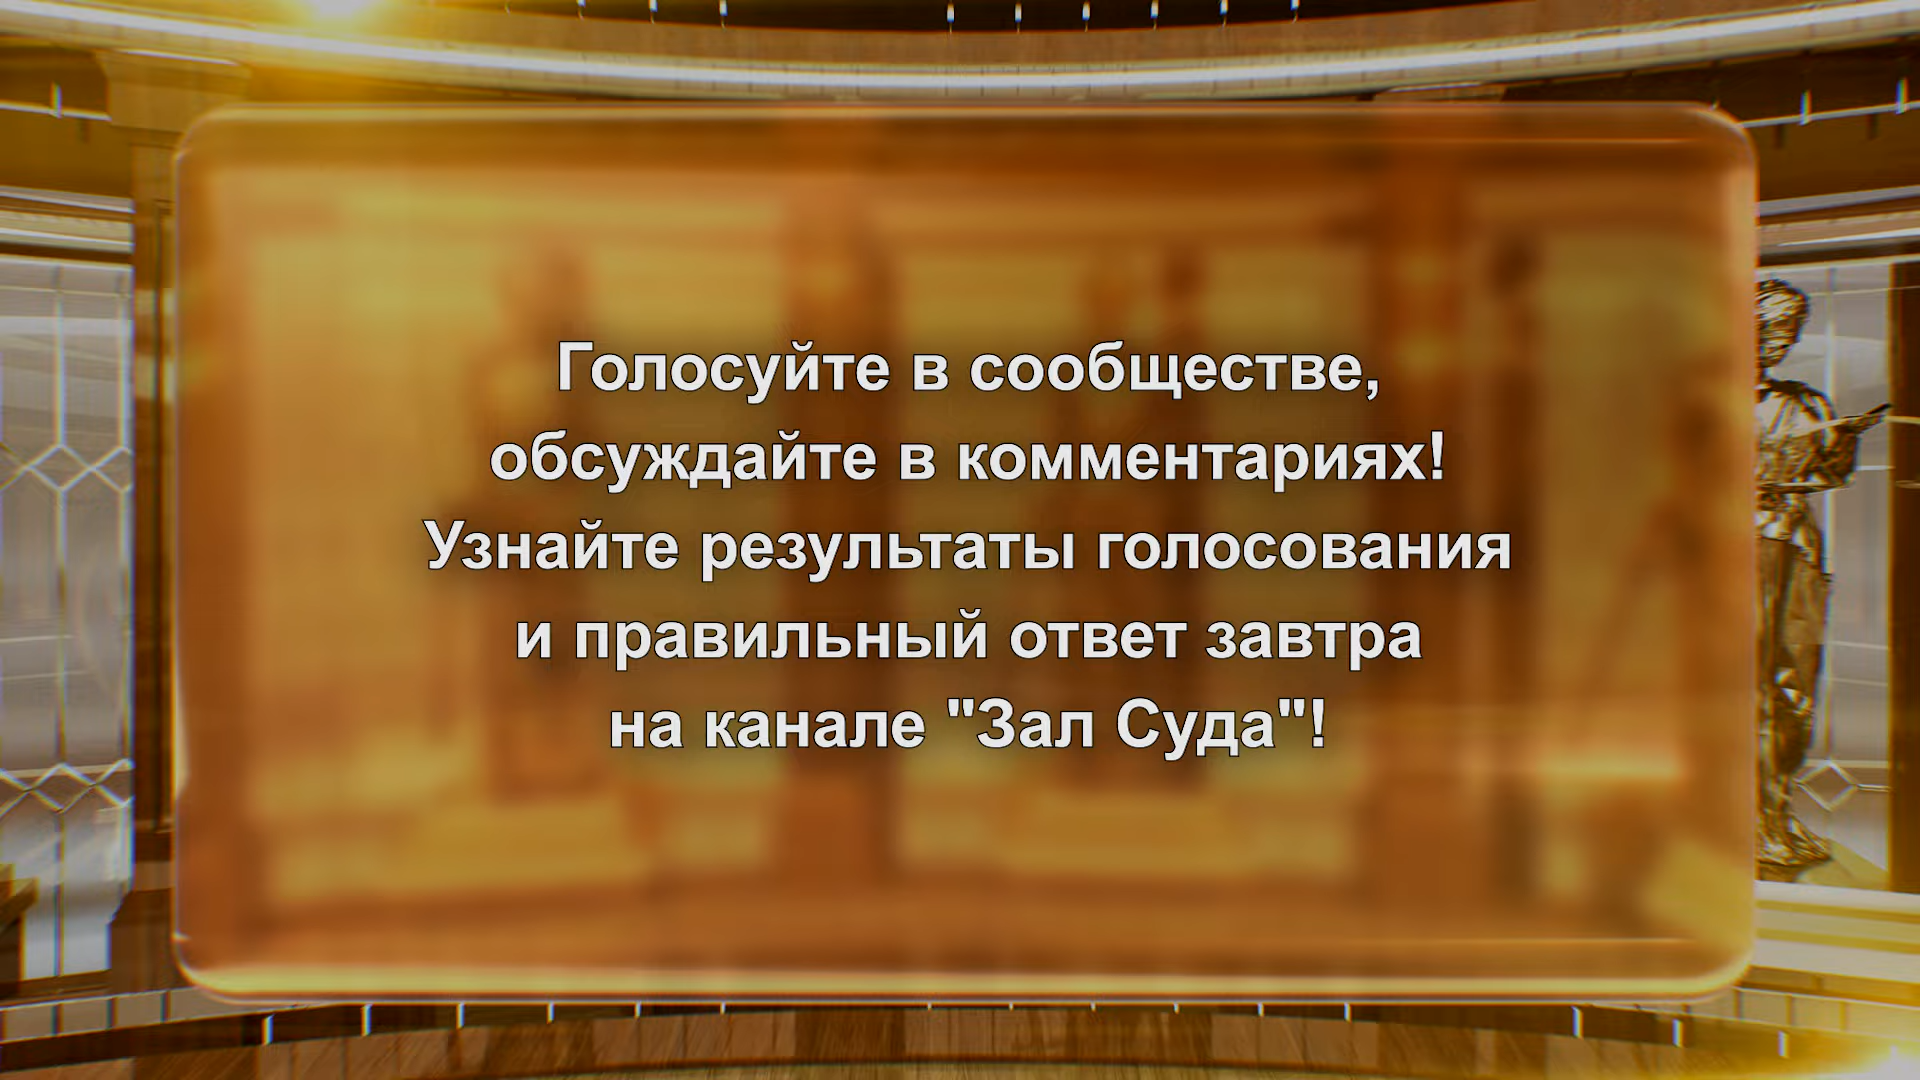 Голосуйте в сообществе,
обсуждайте в комментариях!
Узнайте результаты голосования
и правильный ответ завтра
на канале "Зал Суда"!